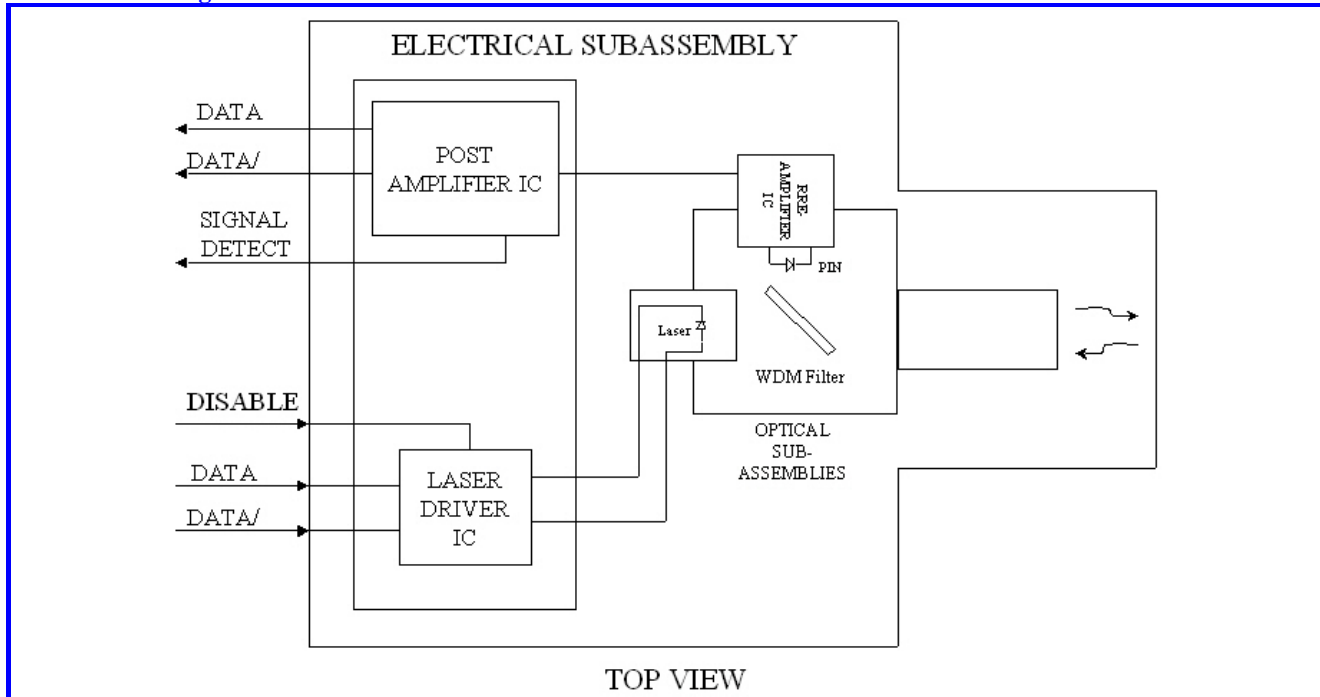 ELECTRICAL SUBASSEMBLY
DATA
DATA/
SIGNAL
DETECT
POST
AMPLIFIER IC
RRE-
AMPLIFIER
IC
PIN
Laser
WDM Filter
OPTICAL
SUB-
ASSEMBLIES
DISABLE
DATA
DATA/
LASER
DRIVER
IC
TOP VIEW